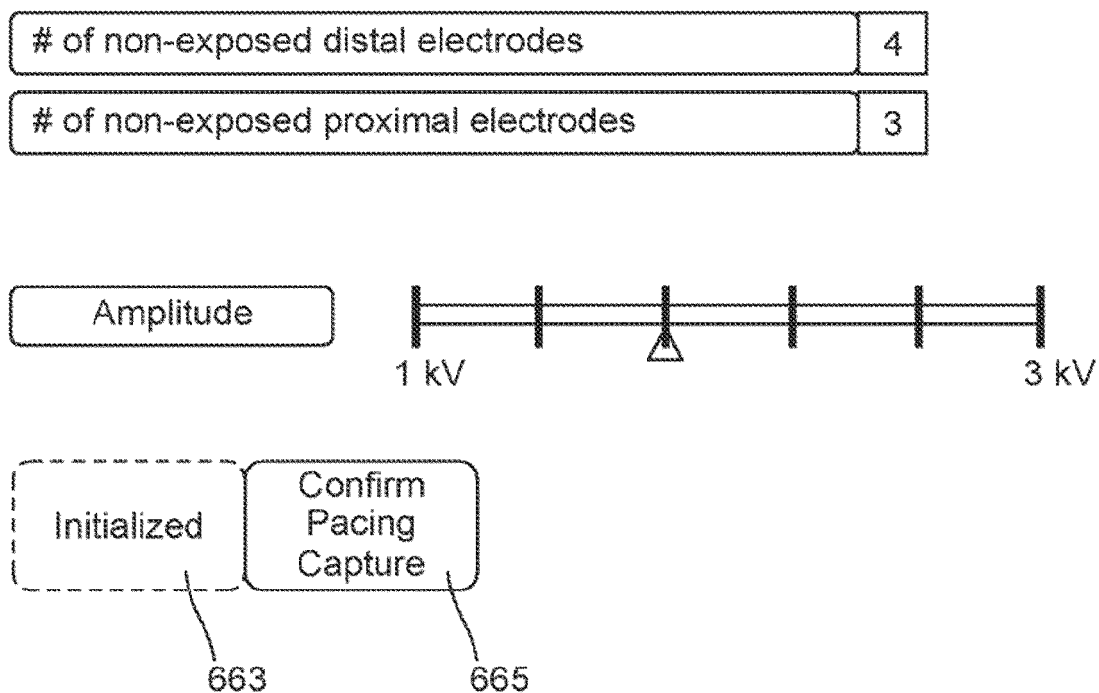 # of non-exposed distal electrodes 4
# of non-exposed proximal electrodes 3
Amplitude
1 kV 3 kV
Initialized
Confirm
Pacing
Capture
663 665